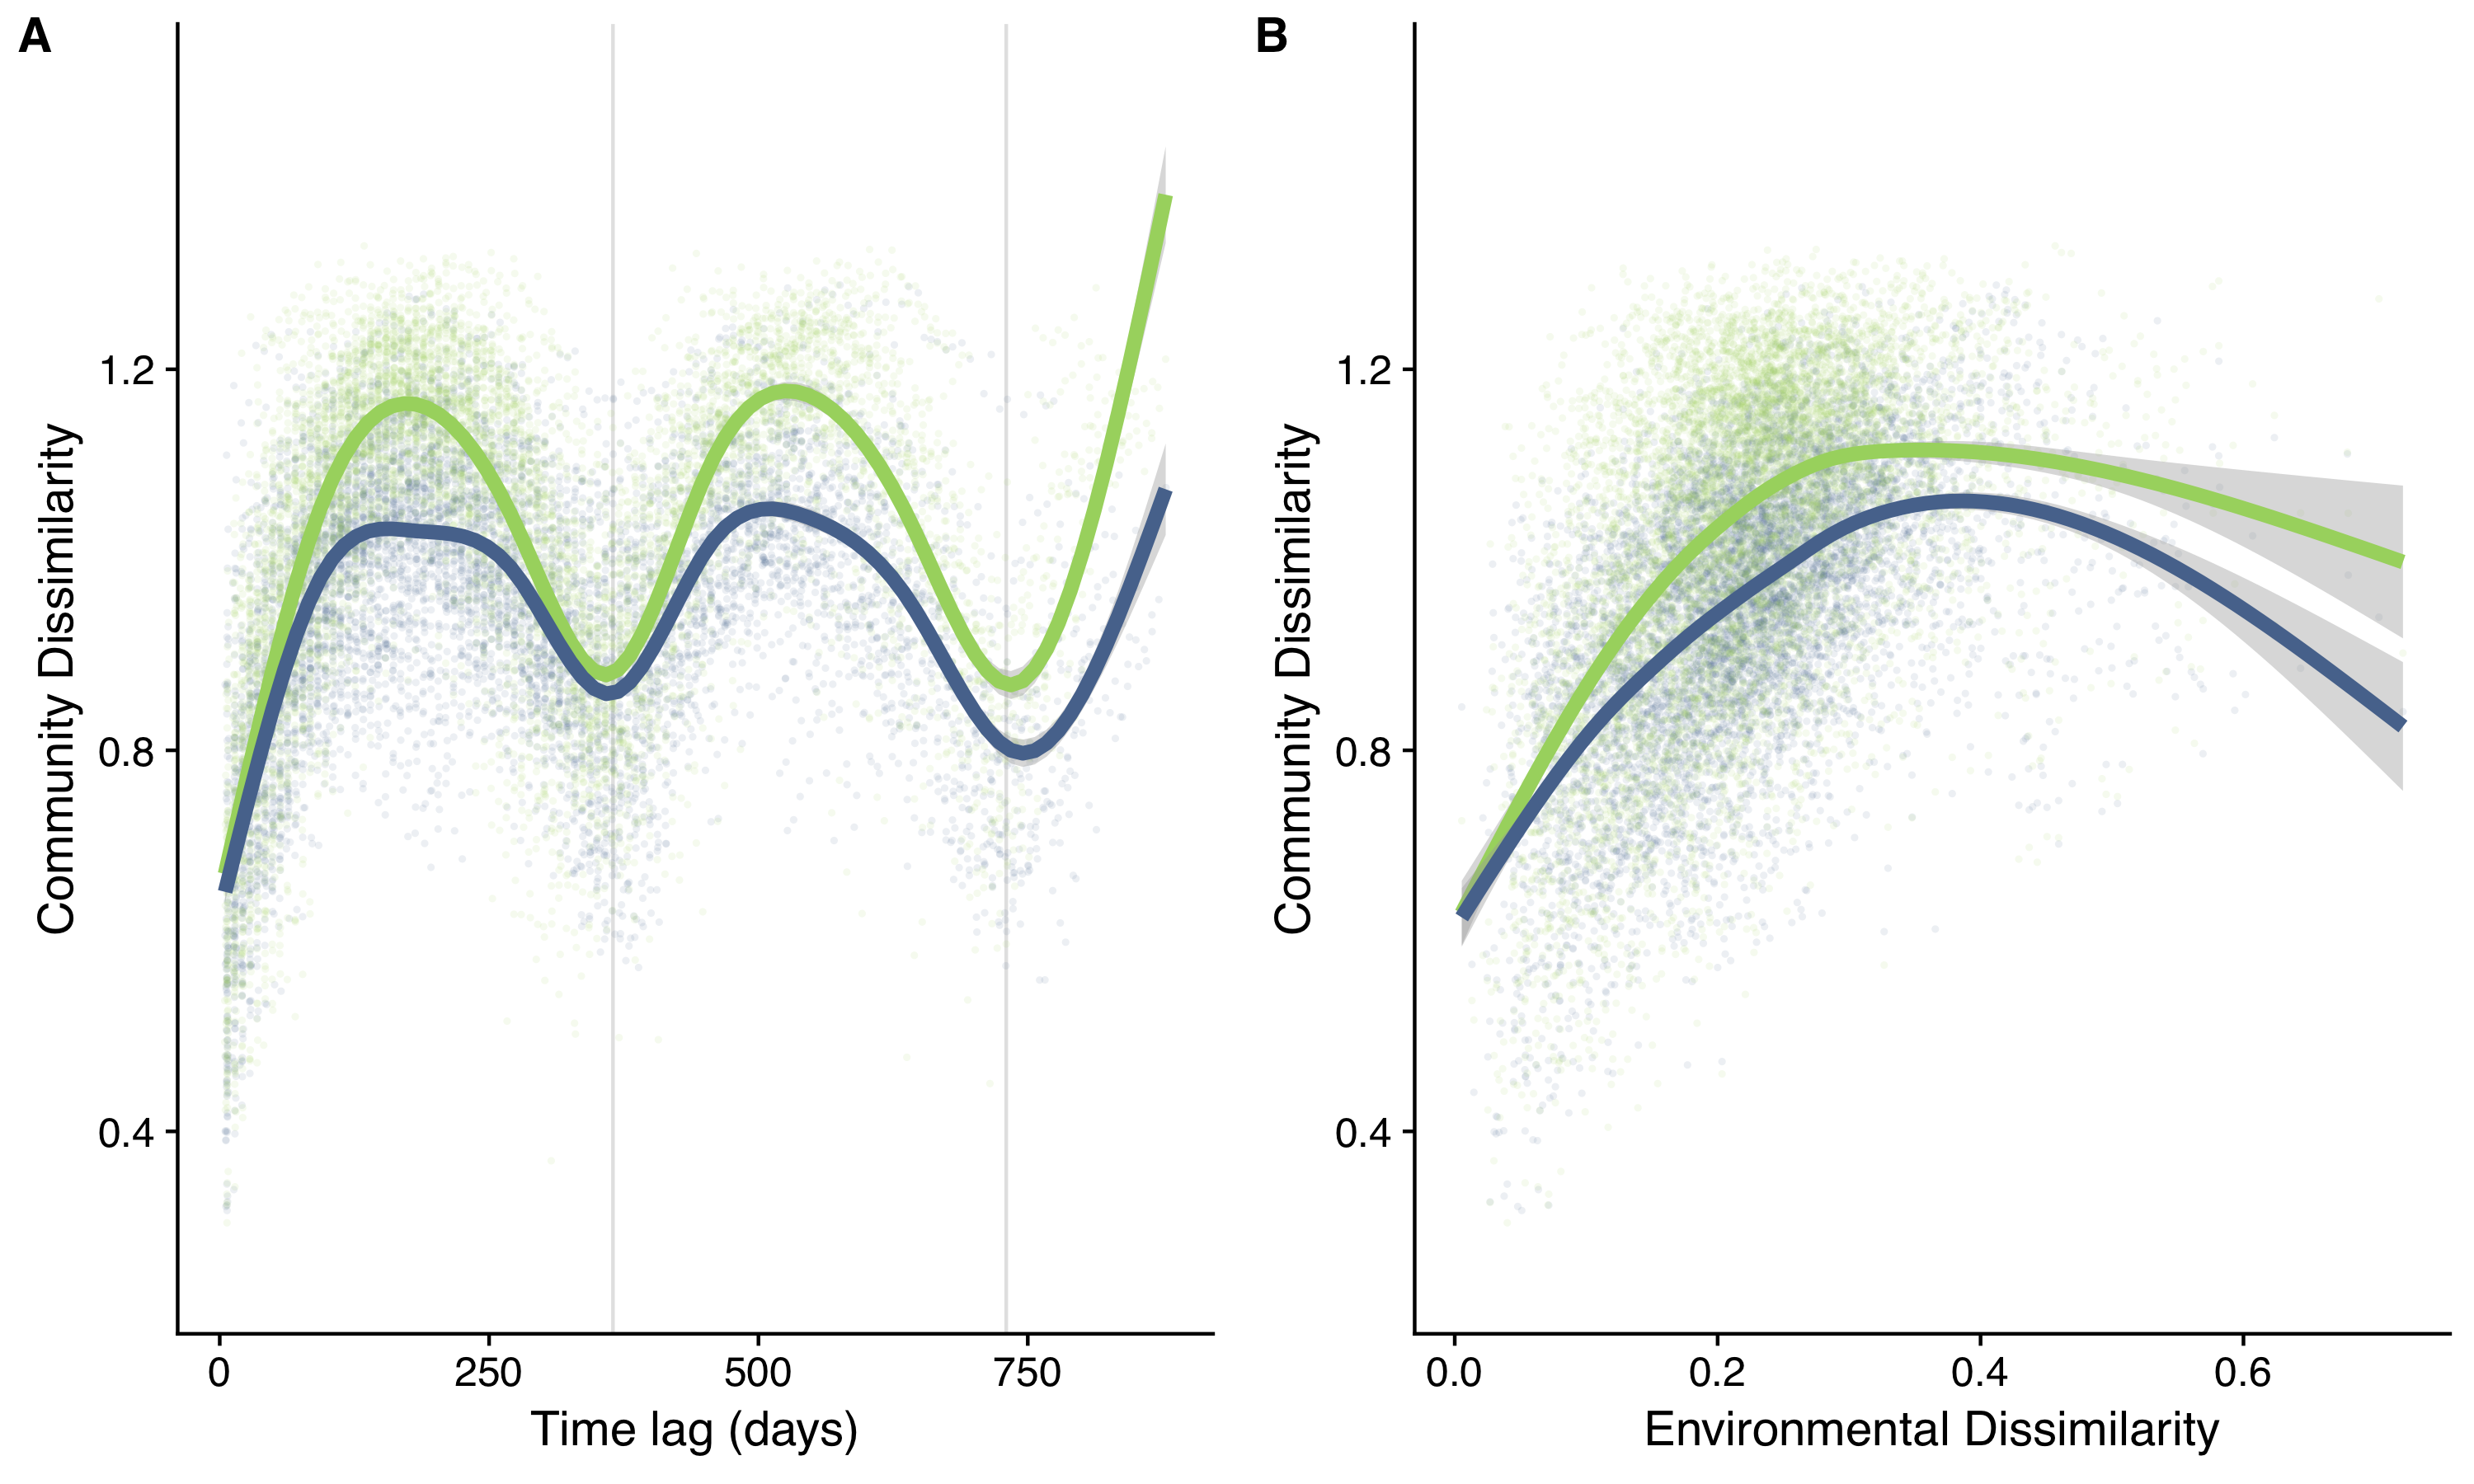 A
Community Dissimilarity
1.2
0.8
0.4
0 250 500 750
Time lag (days)
B
Community Dissimilarity
1.2
0.8
0.4
0.0 0.2 0.4 0.6
Environmental Dissimilarity